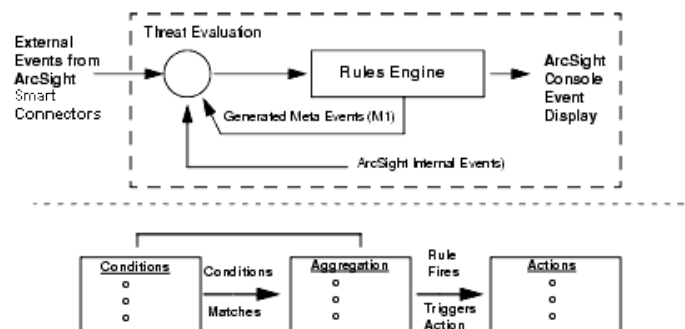 Threat Evaluation
External
Events from
ArcSight
Smart
Connectors
Rules Engine
ArcSight
Console
Event
Display
Generated Meta Events (M1)
ArcSight Internal Events)
Conditions
Conditions
Matches
Aggregation
Rule
Fires
Triggers
Action
Actions